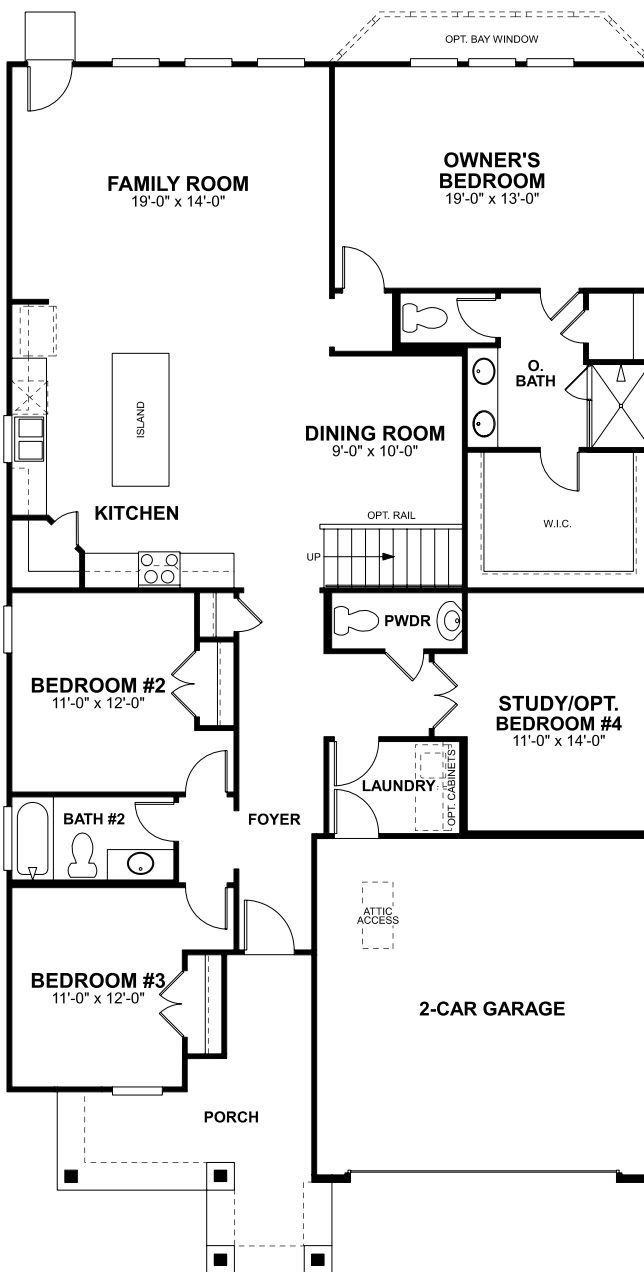 OPT. BAY WINDOW
OWNER'S
BEDROOM
19'-0" x 13'-0"
FAMILY ROOM
19'-0" x 14'-0"
O.
BATH
ISLAND
DINING ROOM
9'-0" x 10'-0"
KITCHEN
OPT. RAIL
W.I.C.
UP
PWDR
BEDROOM #2
11'-0" x 12'-0"
STUDY/OPT.
BEDROOM #4
11'-0" x 14'-0"
LAUNDRY
OPT. CABINETS
BATH #2
FOYER
ATTIC
ACCESS
BEDROOM #3
11'-0" x 12'-0"
2-CAR GARAGE
PORCH